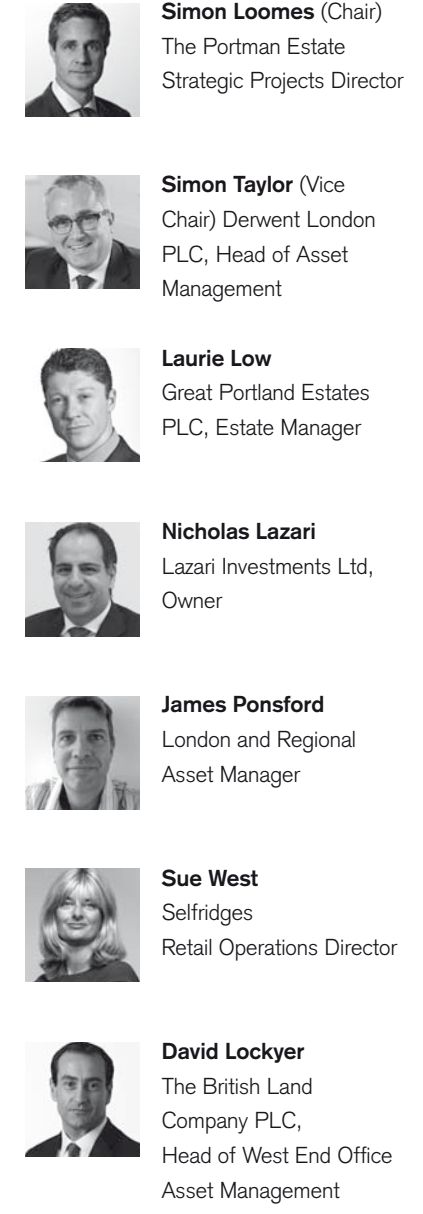 Simon Loomes (Chair)
The Portman Estate
Strategic Projects Director
Simon Taylor (Vice
Chair) Derwent London
PLC, Head of Asset
Management
Laurie Low
Great Portland Estates
PLC, Estate Manager
Nicholas Lazari
Lazari Investments Ltd,
Owner
James Ponsford
London and Regional
Asset Manager
Sue West
Selfridges
Retail Operations Director
David Lockyer
The British Land
Company PLC,
Head of West End Office
Asset Management